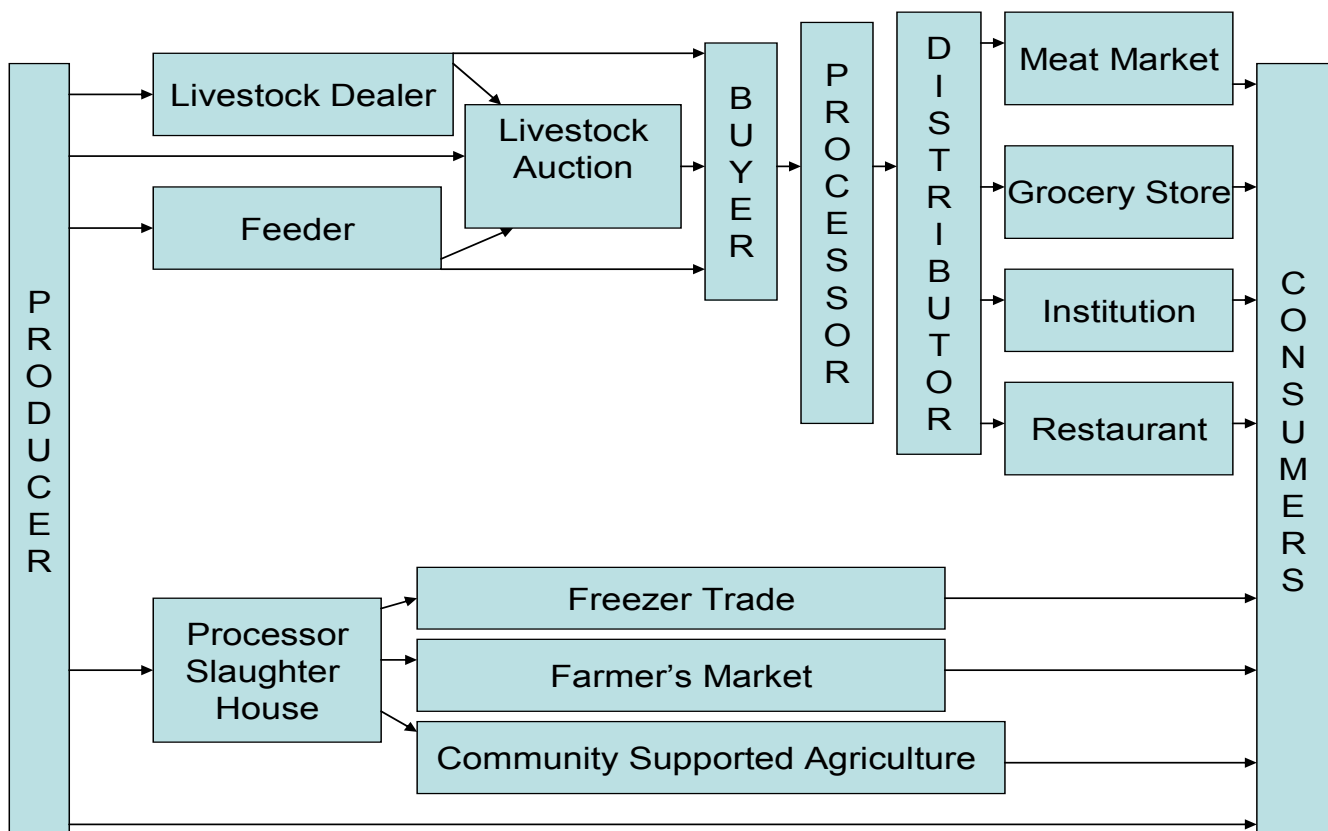 PRODUCER
Livestock Dealer
Feeder
Livestock
Auction
BUYER
PROCESSOR
DISTRIBUTOR
Meat Market
Grocery Store
Institution
Restaurant
CONSUMERS
Processor
Slaughter
House
Freezer Trade
Farmer’s Market
Community Supported Agriculture